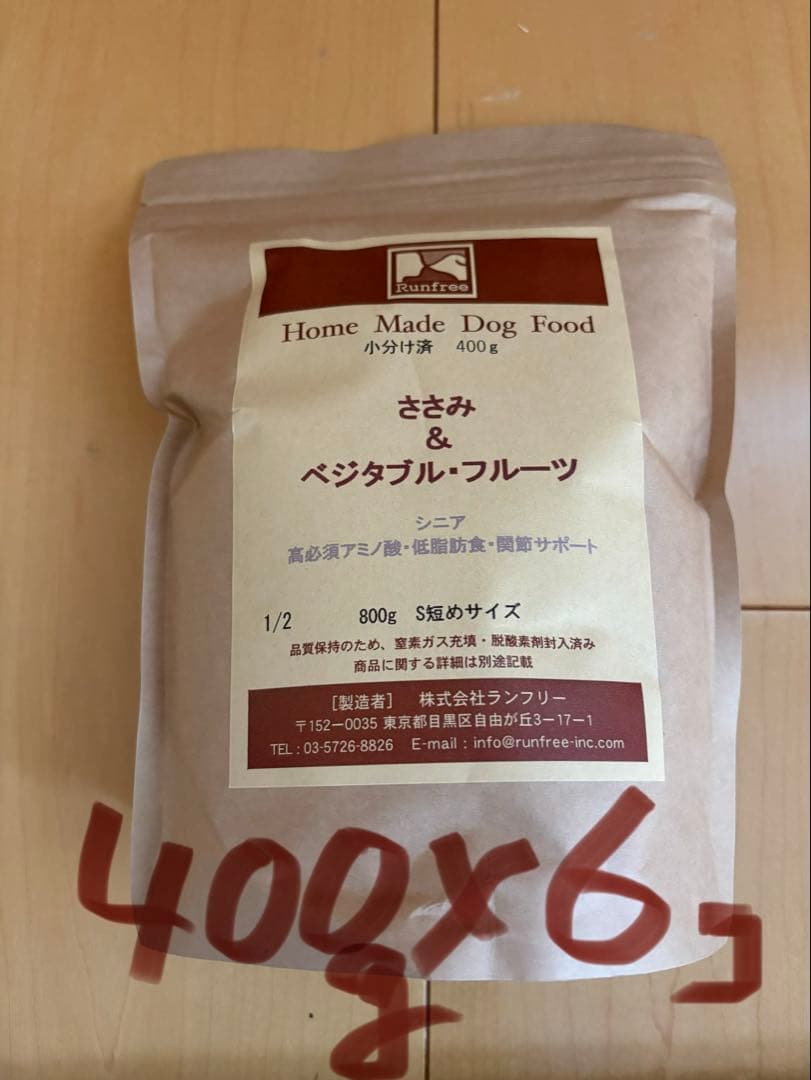 Runfree
Home Made Dog Food
小分け済 400g
ささみ
&
ベジタブル・フルーツ
シニア
高必須アミノ酸・低脂肪食・関節サポート
1/2 800g S短めサイズ
品質保持のため、窒素ガス充填・脱酸素剤封入済み
商品に関する詳細は別途記載
[製造者] 株式会社ランフリー
〒152-0035 東京都目黒区自由が丘3-17-1
TEL : 03-5726-8826 E-mail : info@runfree-inc.com
400g×6コ